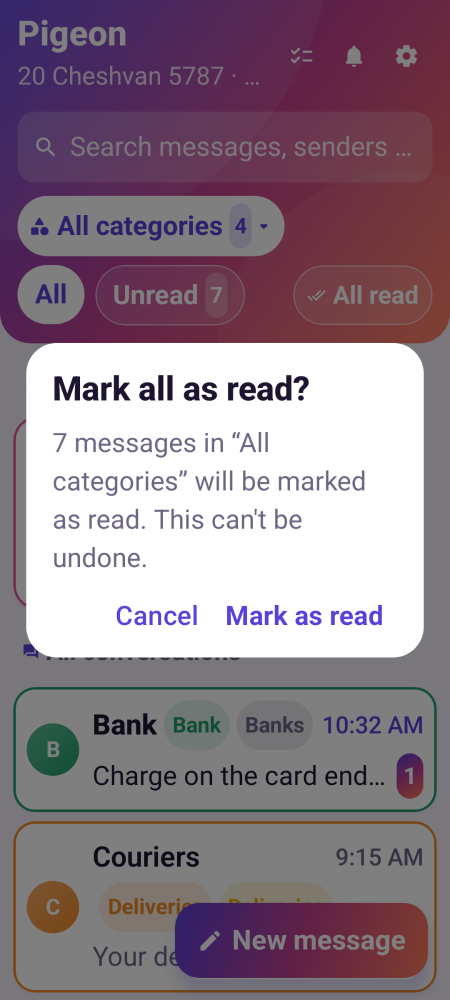 Pigeon
20 Cheshvan 5787 · ...
Search messages, senders ...
All categories 4
All
Unread 7
All read
Mark all as read?
7 messages in “All
categories” will be marked
as read. This can't be
undone.
Cancel
Mark as read
All conversations
B
Bank Bank Banks 10:32 AM
Charge on the card end... 1
Couriers 9:15 AM
C
Deliveries
Your de
New message